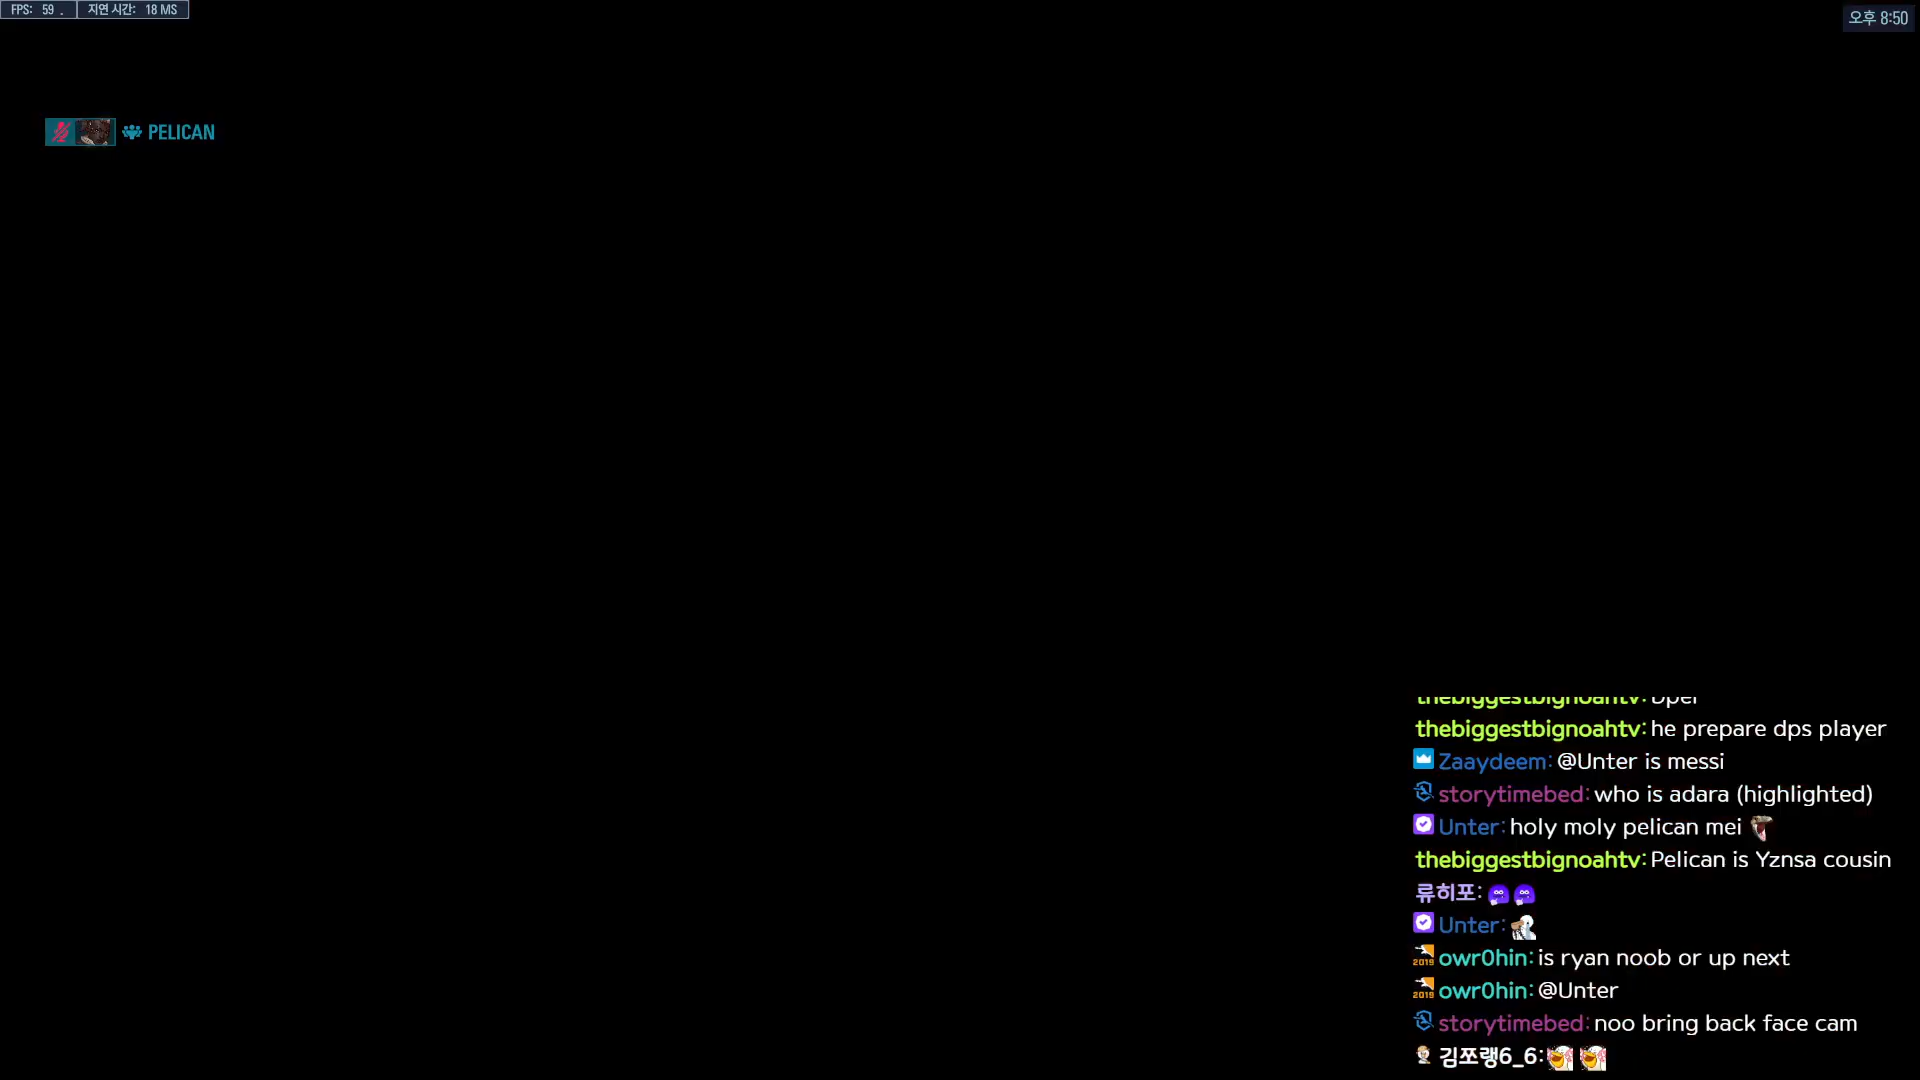 FPS: 59 . 지연 시간: 18 MS
오후 8:50
PELICAN
thebiggestbignoahtv:
thebiggestbignoahtv: he prepare dps player
Zaaydeem: @Unter is messi
storytimebed: who is adara (highlighted)
Unter: holy moly pelican mei
thebiggestbignoahtv: Pelican is Yznsa cousin
류히포:
Unter:
2019 owr0hin: is ryan noob or up next
2019 owr0hin: @Unter
storytimebed: noo bring back face cam
김쪼랭6_6: